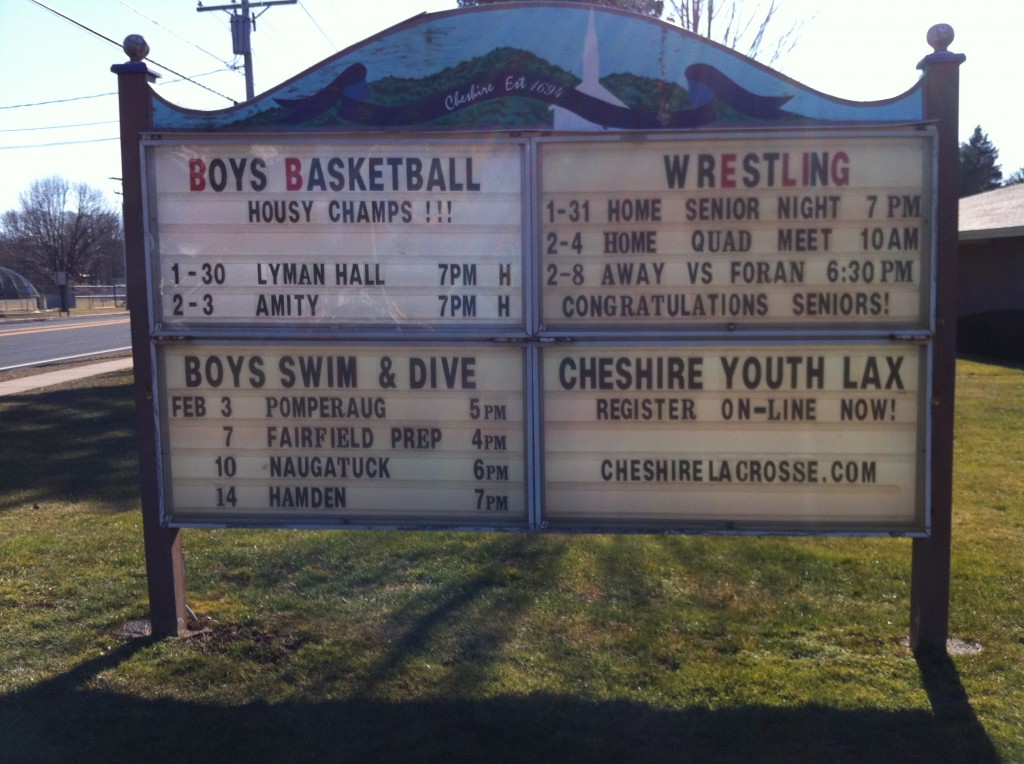 Cheshire Est 1694
BOYS BASKETBALL
HOUSY CHAMPS !!!
1-30 LYMAN HALL 7PM H
2-3 AMITY 7PM H
WRESTLING
1-31 HOME SENIOR NIGHT 7 PM
2-4 HOME QUAD MEET 10AM
2-8 AWAY VS FORAN 6:30 PM
CONGRATULATIONS SENIORS!
BOYS SWIM & DIVE
FEB 3 POMPERAUG 5PM
7 FAIRFIELD PREP 4PM
10 NAUGATUCK 6PM
14 HAMDEN 7PM
CHESHIRE YOUTH LAX
REGISTER ON-LINE NOW!
CHESHIRELACROSSE.COM